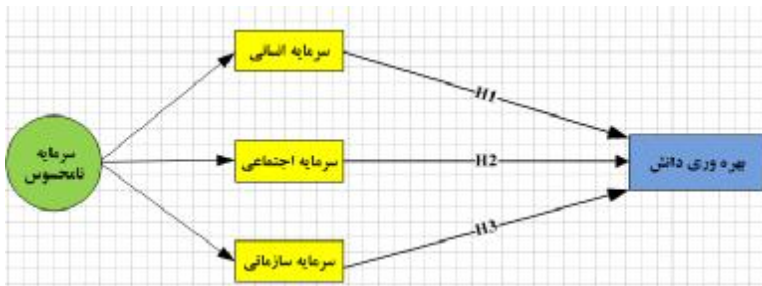 سرمایه انسانی
H1
سرمایه
نامحسوس
سرمایه اجتماعی
H2
بهره وری دانش
سرمایه سازمانی
H3